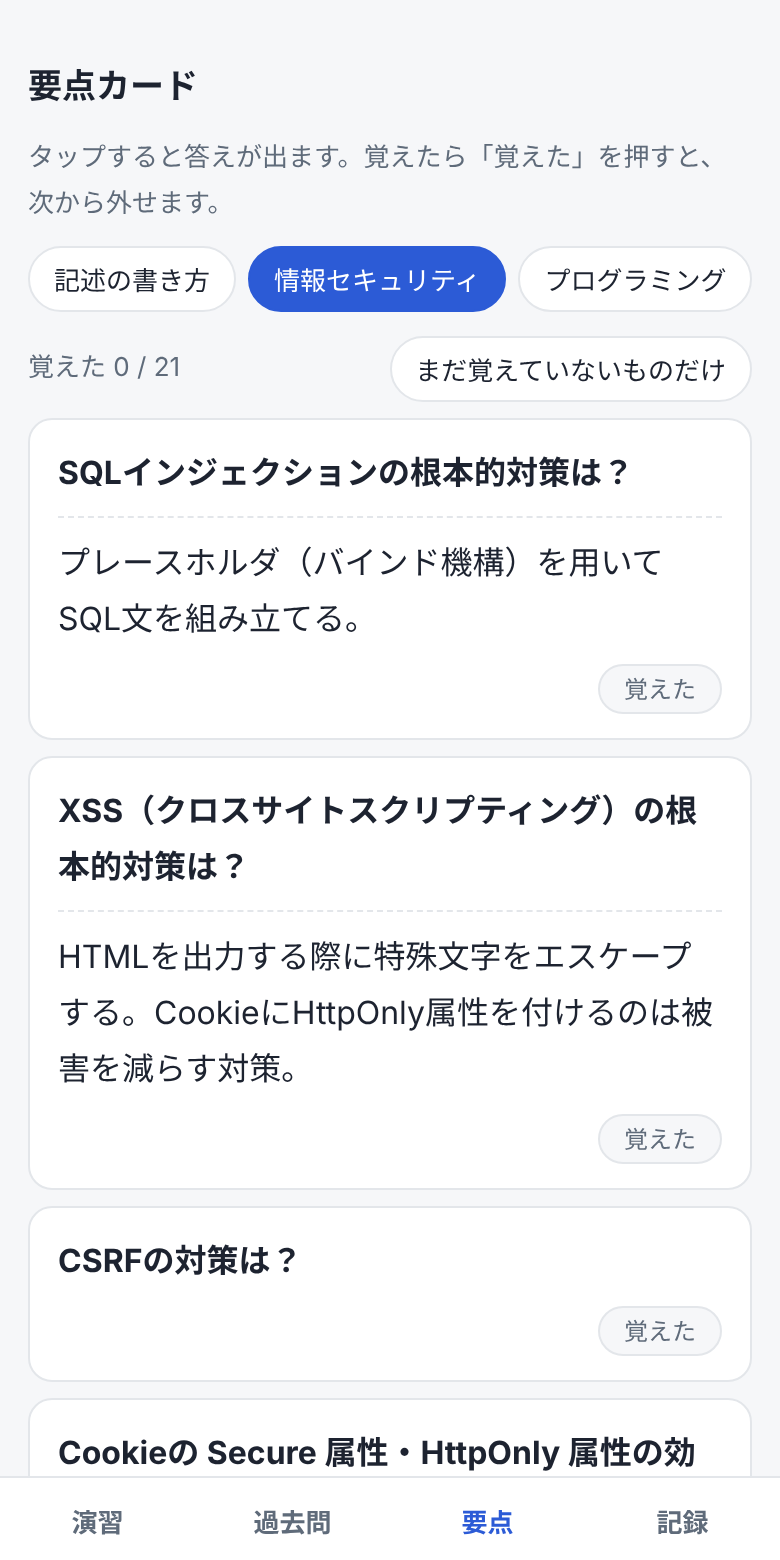 要点カード
タップすると答えが出ます。覚えたら「覚えた」を押すと、
次から外せます。
記述の書き方
情報セキュリティ
プログラミング
覚えた 0 / 21
まだ覚えていないものだけ
SQLインジェクションの根本的対策は？
プレースホルダ（バインド機構）を用いて
SQL文を組み立てる。
覚えた
XSS（クロスサイトスクリプティング）の根
本的対策は？
HTMLを出力する際に特殊文字をエスケープ
する。CookieにHttpOnly属性を付けるのは被
害を減らす対策。
覚えた
CSRFの対策は？
覚えた
Cookieの Secure 属性・HttpOnly 属性の効
演習
過去問
要点
記録